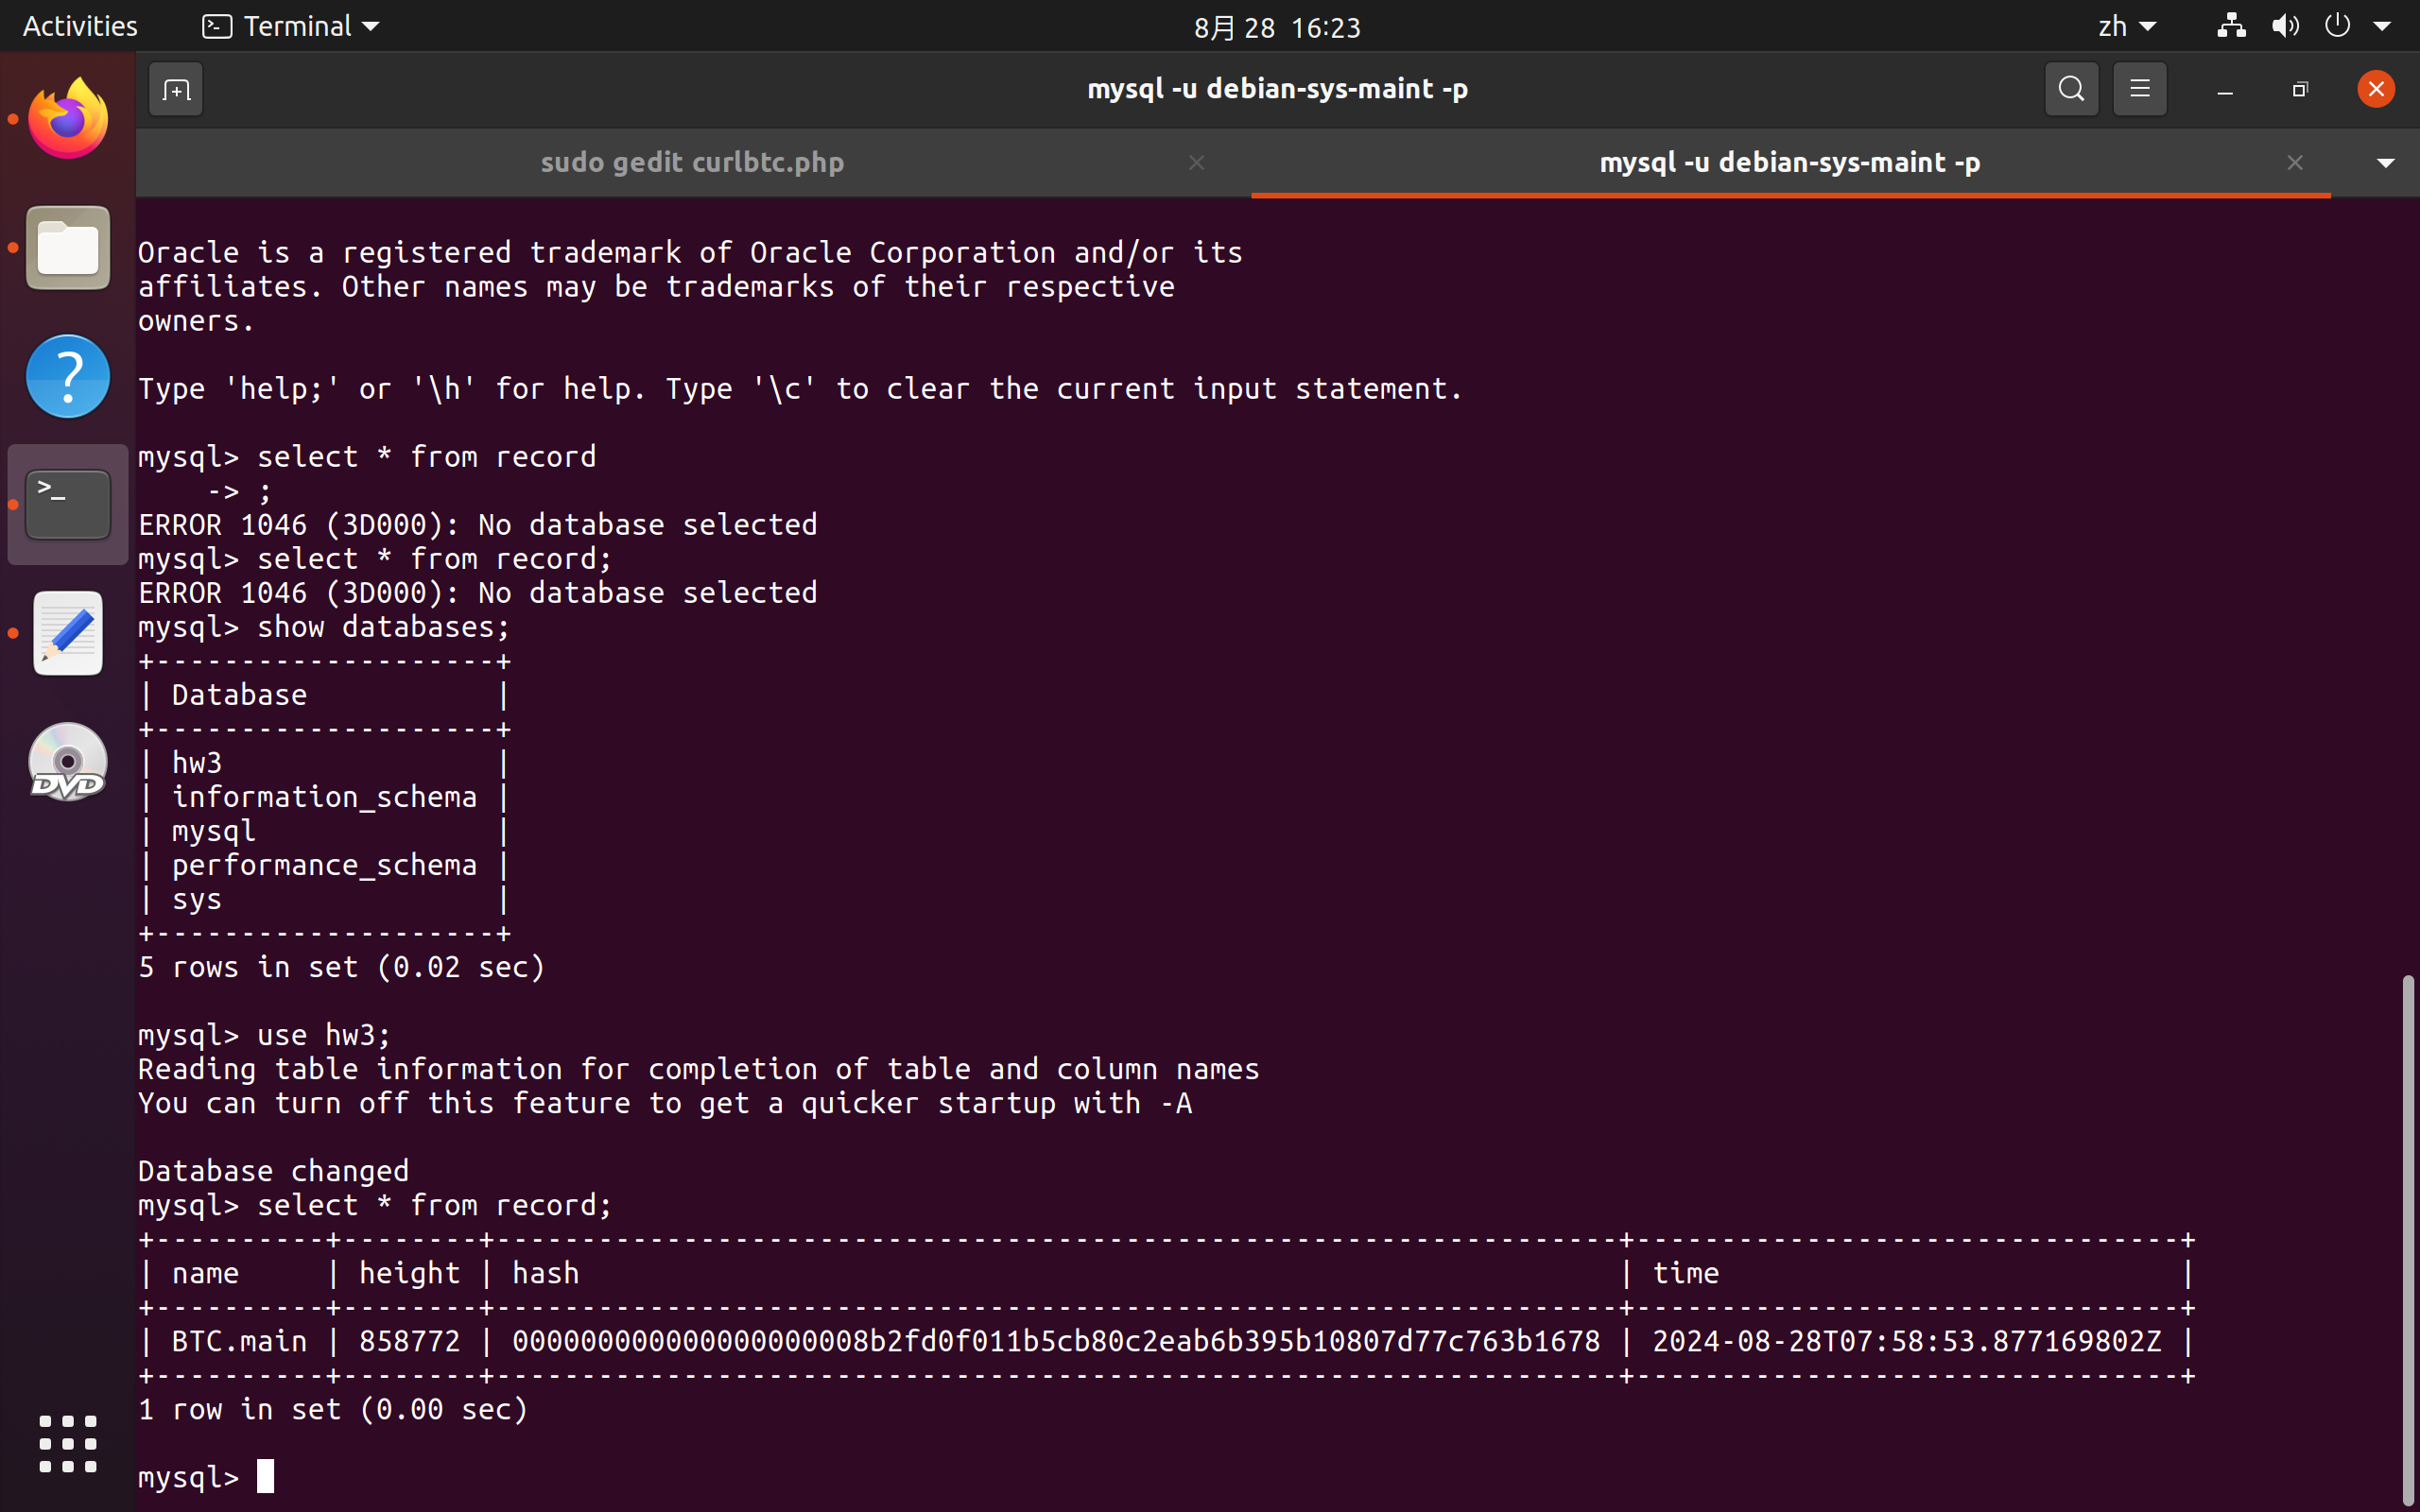 Activities
Terminal
8月 28 16:23
zh
mysql -u debian-sys-maint -p
sudo gedit curlbtc.php
mysql -u debian-sys-maint -p
Oracle is a registered trademark of Oracle Corporation and/or its
affiliates. Other names may be trademarks of their respective
owners.
Type 'help;' or '\h' for help. Type '\c' to clear the current input statement.
mysql> select * from record
    -> ;
ERROR 1046 (3D000): No database selected
mysql> select * from record;
ERROR 1046 (3D000): No database selected
mysql> show databases;
+--------------------+
| Database           |
+--------------------+
| hw3                |
| information_schema |
| mysql              |
| performance_schema |
| sys                |
+--------------------+
5 rows in set (0.02 sec)
mysql> use hw3;
Reading table information for completion of table and column names
You can turn off this feature to get a quicker startup with -A
Database changed
mysql> select * from record;
+----------+--------+------------------------------------------------------------------+--------------------------------+
| name     | height | hash                                                             | time                           |
+----------+--------+------------------------------------------------------------------+--------------------------------+
| BTC.main | 858772 | 000000000000000000008b2fd0f011b5cb80c2eab6b395b10807d77c763b1678 | 2024-08-28T07:58:53.877169802Z |
+----------+--------+------------------------------------------------------------------+--------------------------------+
1 row in set (0.00 sec)
mysql>
DVD